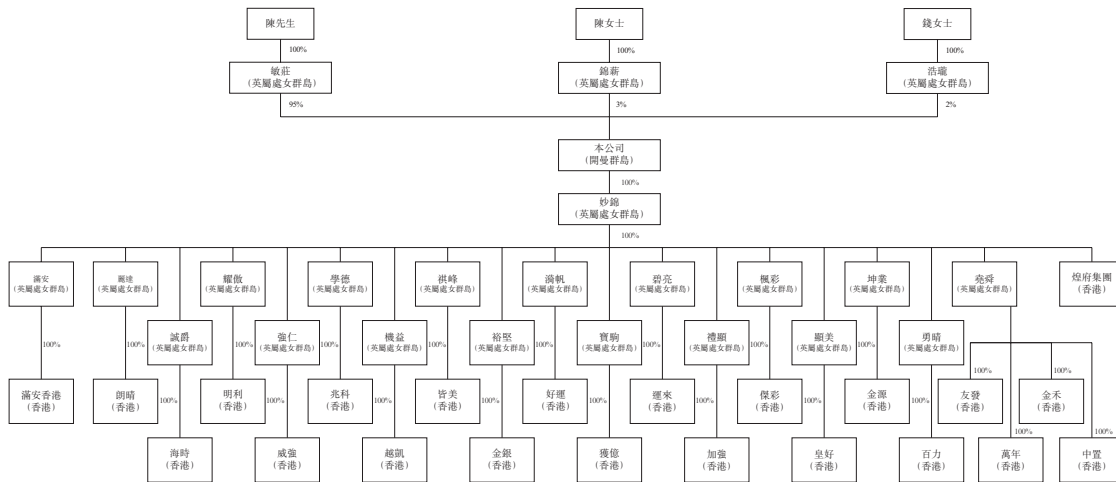 陳先生
陳女士
錢女士
100%
100%
100%
敏莊
(英屬處女群島)
錦蘄
(英屬處女群島)
浩瓏
(英屬處女群島)
95%
3%
2%
本公司
(開曼群島)
100%
妙錦
(英屬處女群島)
100%
滿安
(英屬處女群島)
麗達
(英屬處女群島)
耀傲
(英屬處女群島)
學德
(英屬處女群島)
祺峰
(英屬處女群島)
漪帆
(英屬處女群島)
碧亮
(英屬處女群島)
楓彩
(英屬處女群島)
坤業
(英屬處女群島)
堯舜
(英屬處女群島)
煌府集團
(香港)
誠爵
(英屬處女群島)
強仁
(英屬處女群島)
機益
(英屬處女群島)
裕堅
(英屬處女群島)
寶駒
(英屬處女群島)
禮顯
(英屬處女群島)
顯美
(英屬處女群島)
勇晴
(英屬處女群島)
100%
100%
100%
100%
100%
100%
100%
100%
100%
100%
100%
滿安香港
(香港)
朗晴
(香港)
明利
(香港)
兆科
(香港)
皆美
(香港)
好運
(香港)
運來
(香港)
傑彩
(香港)
金源
(香港)
友發
(香港)
金禾
(香港)
100%
100%
100%
100%
100%
100%
100%
100%
100%
100%
海時
(香港)
威強
(香港)
越凱
(香港)
金銀
(香港)
獲億
(香港)
加強
(香港)
皇好
(香港)
百力
(香港)
萬年
(香港)
中置
(香港)